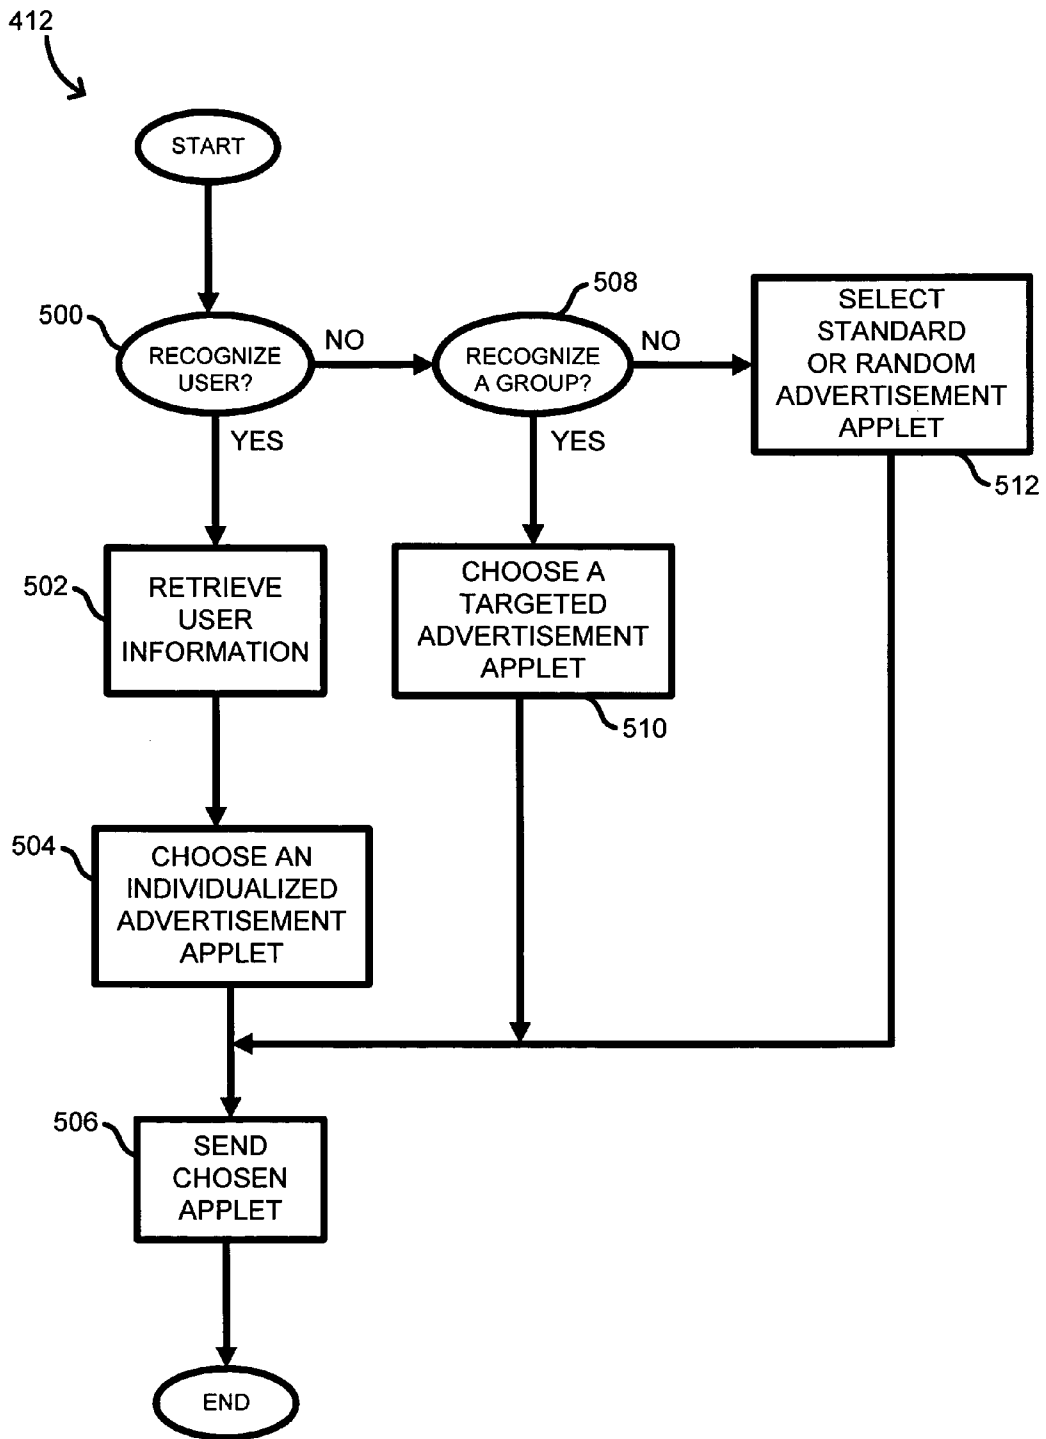 412
START
500
RECOGNIZE
USER?
NO
508
RECOGNIZE
A GROUP?
NO
SELECT
STANDARD
OR RANDOM
ADVERTISEMENT
APPLET
512
YES
YES
502
RETRIEVE
USER
INFORMATION
CHOOSE A
TARGETED
ADVERTISEMENT
APPLET
510
504
CHOOSE AN
INDIVIDUALIZED
ADVERTISEMENT
APPLET
506
SEND
CHOSEN
APPLET
END